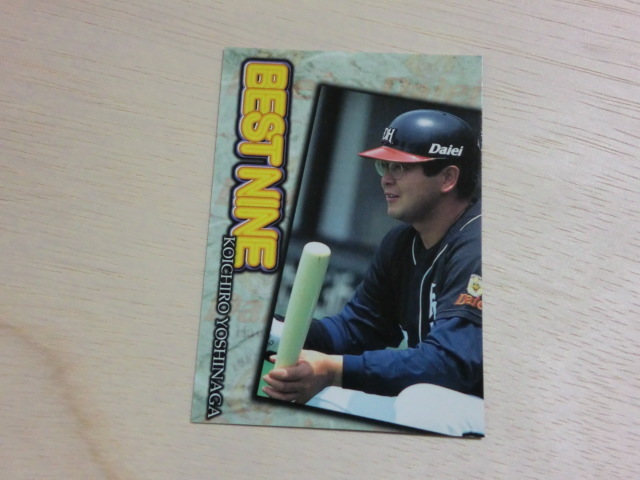 BEST NINE
KOICHIRO YOSHINAGA
DH
Daiei